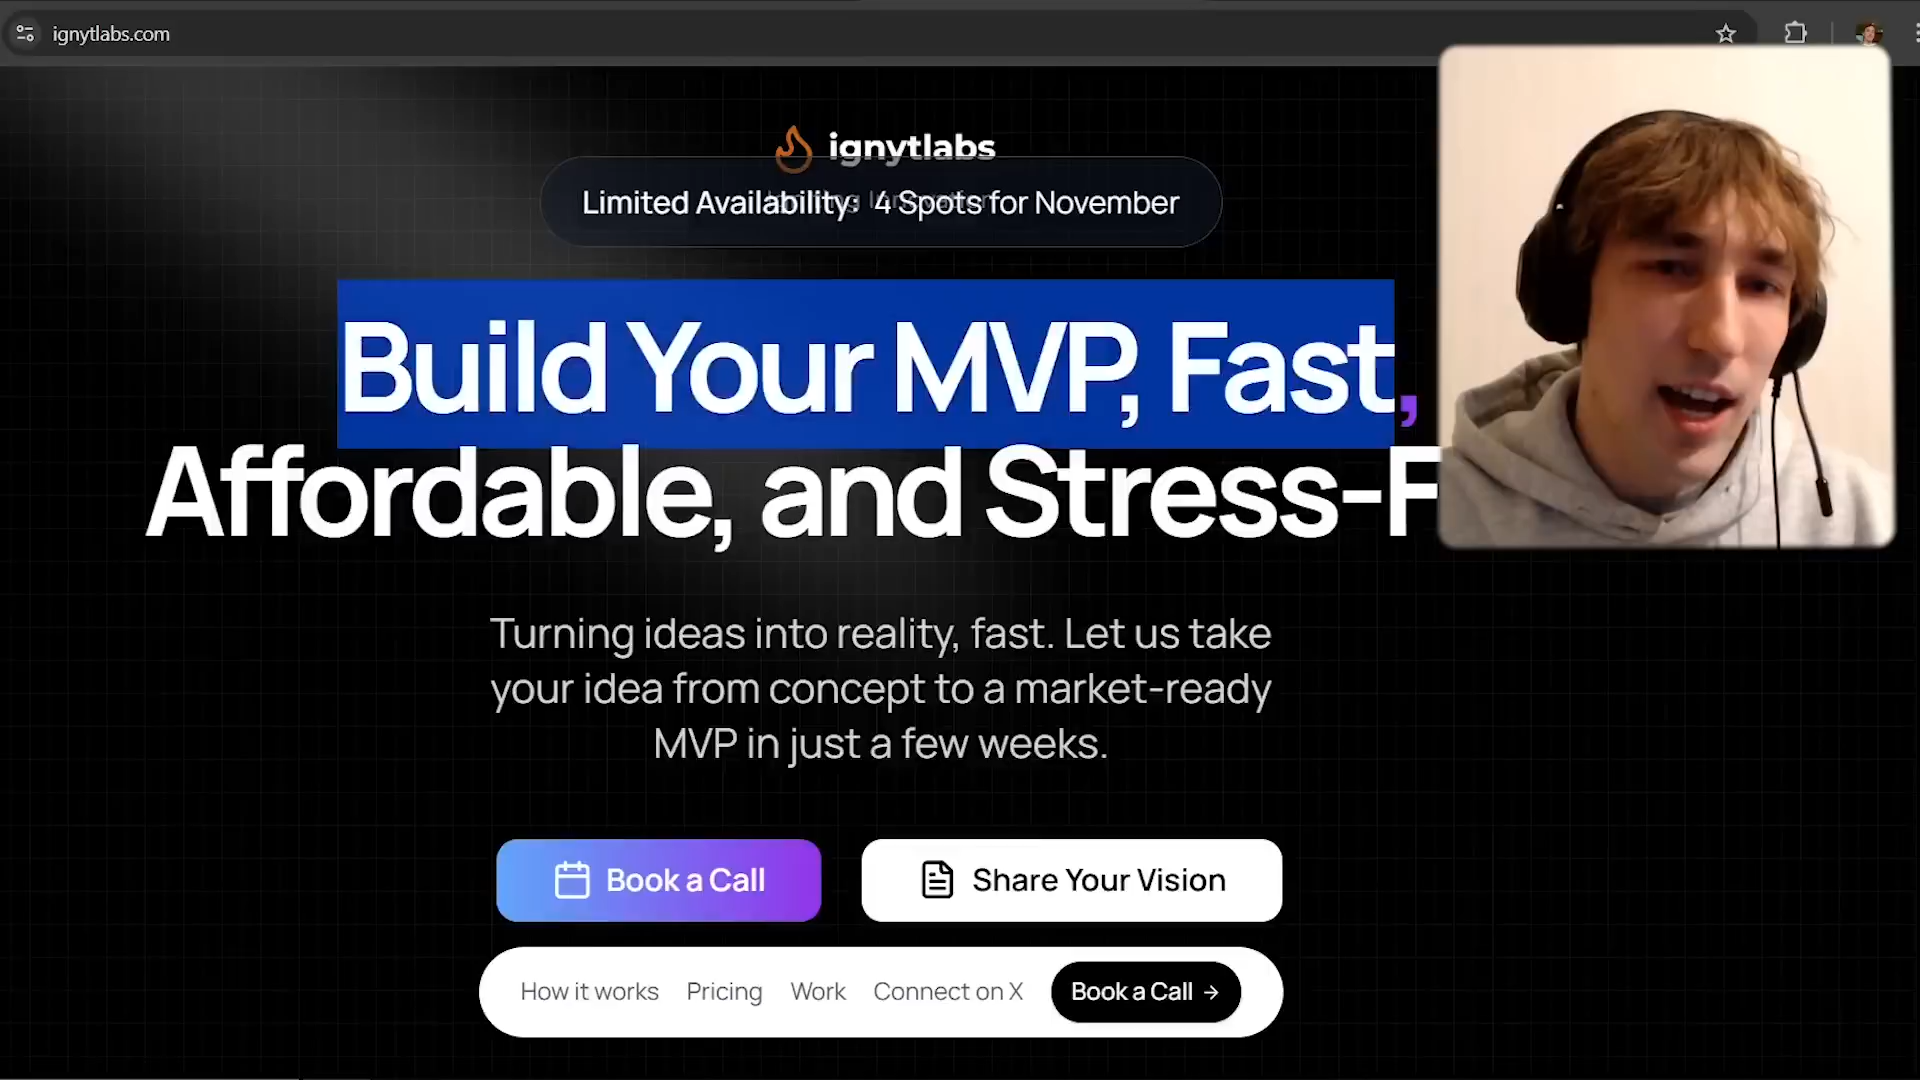 ignytlabs.com
ignytlabs
Limited Availability: 4 Spots for November
Build Your MVP, Fast,
Affordable, and Stress-F
Turning ideas into reality, fast. Let us take
your idea from concept to a market-ready
MVP in just a few weeks.
Book a Call
Share Your Vision
How it works
Pricing
Work
Connect on X
Book a Call →